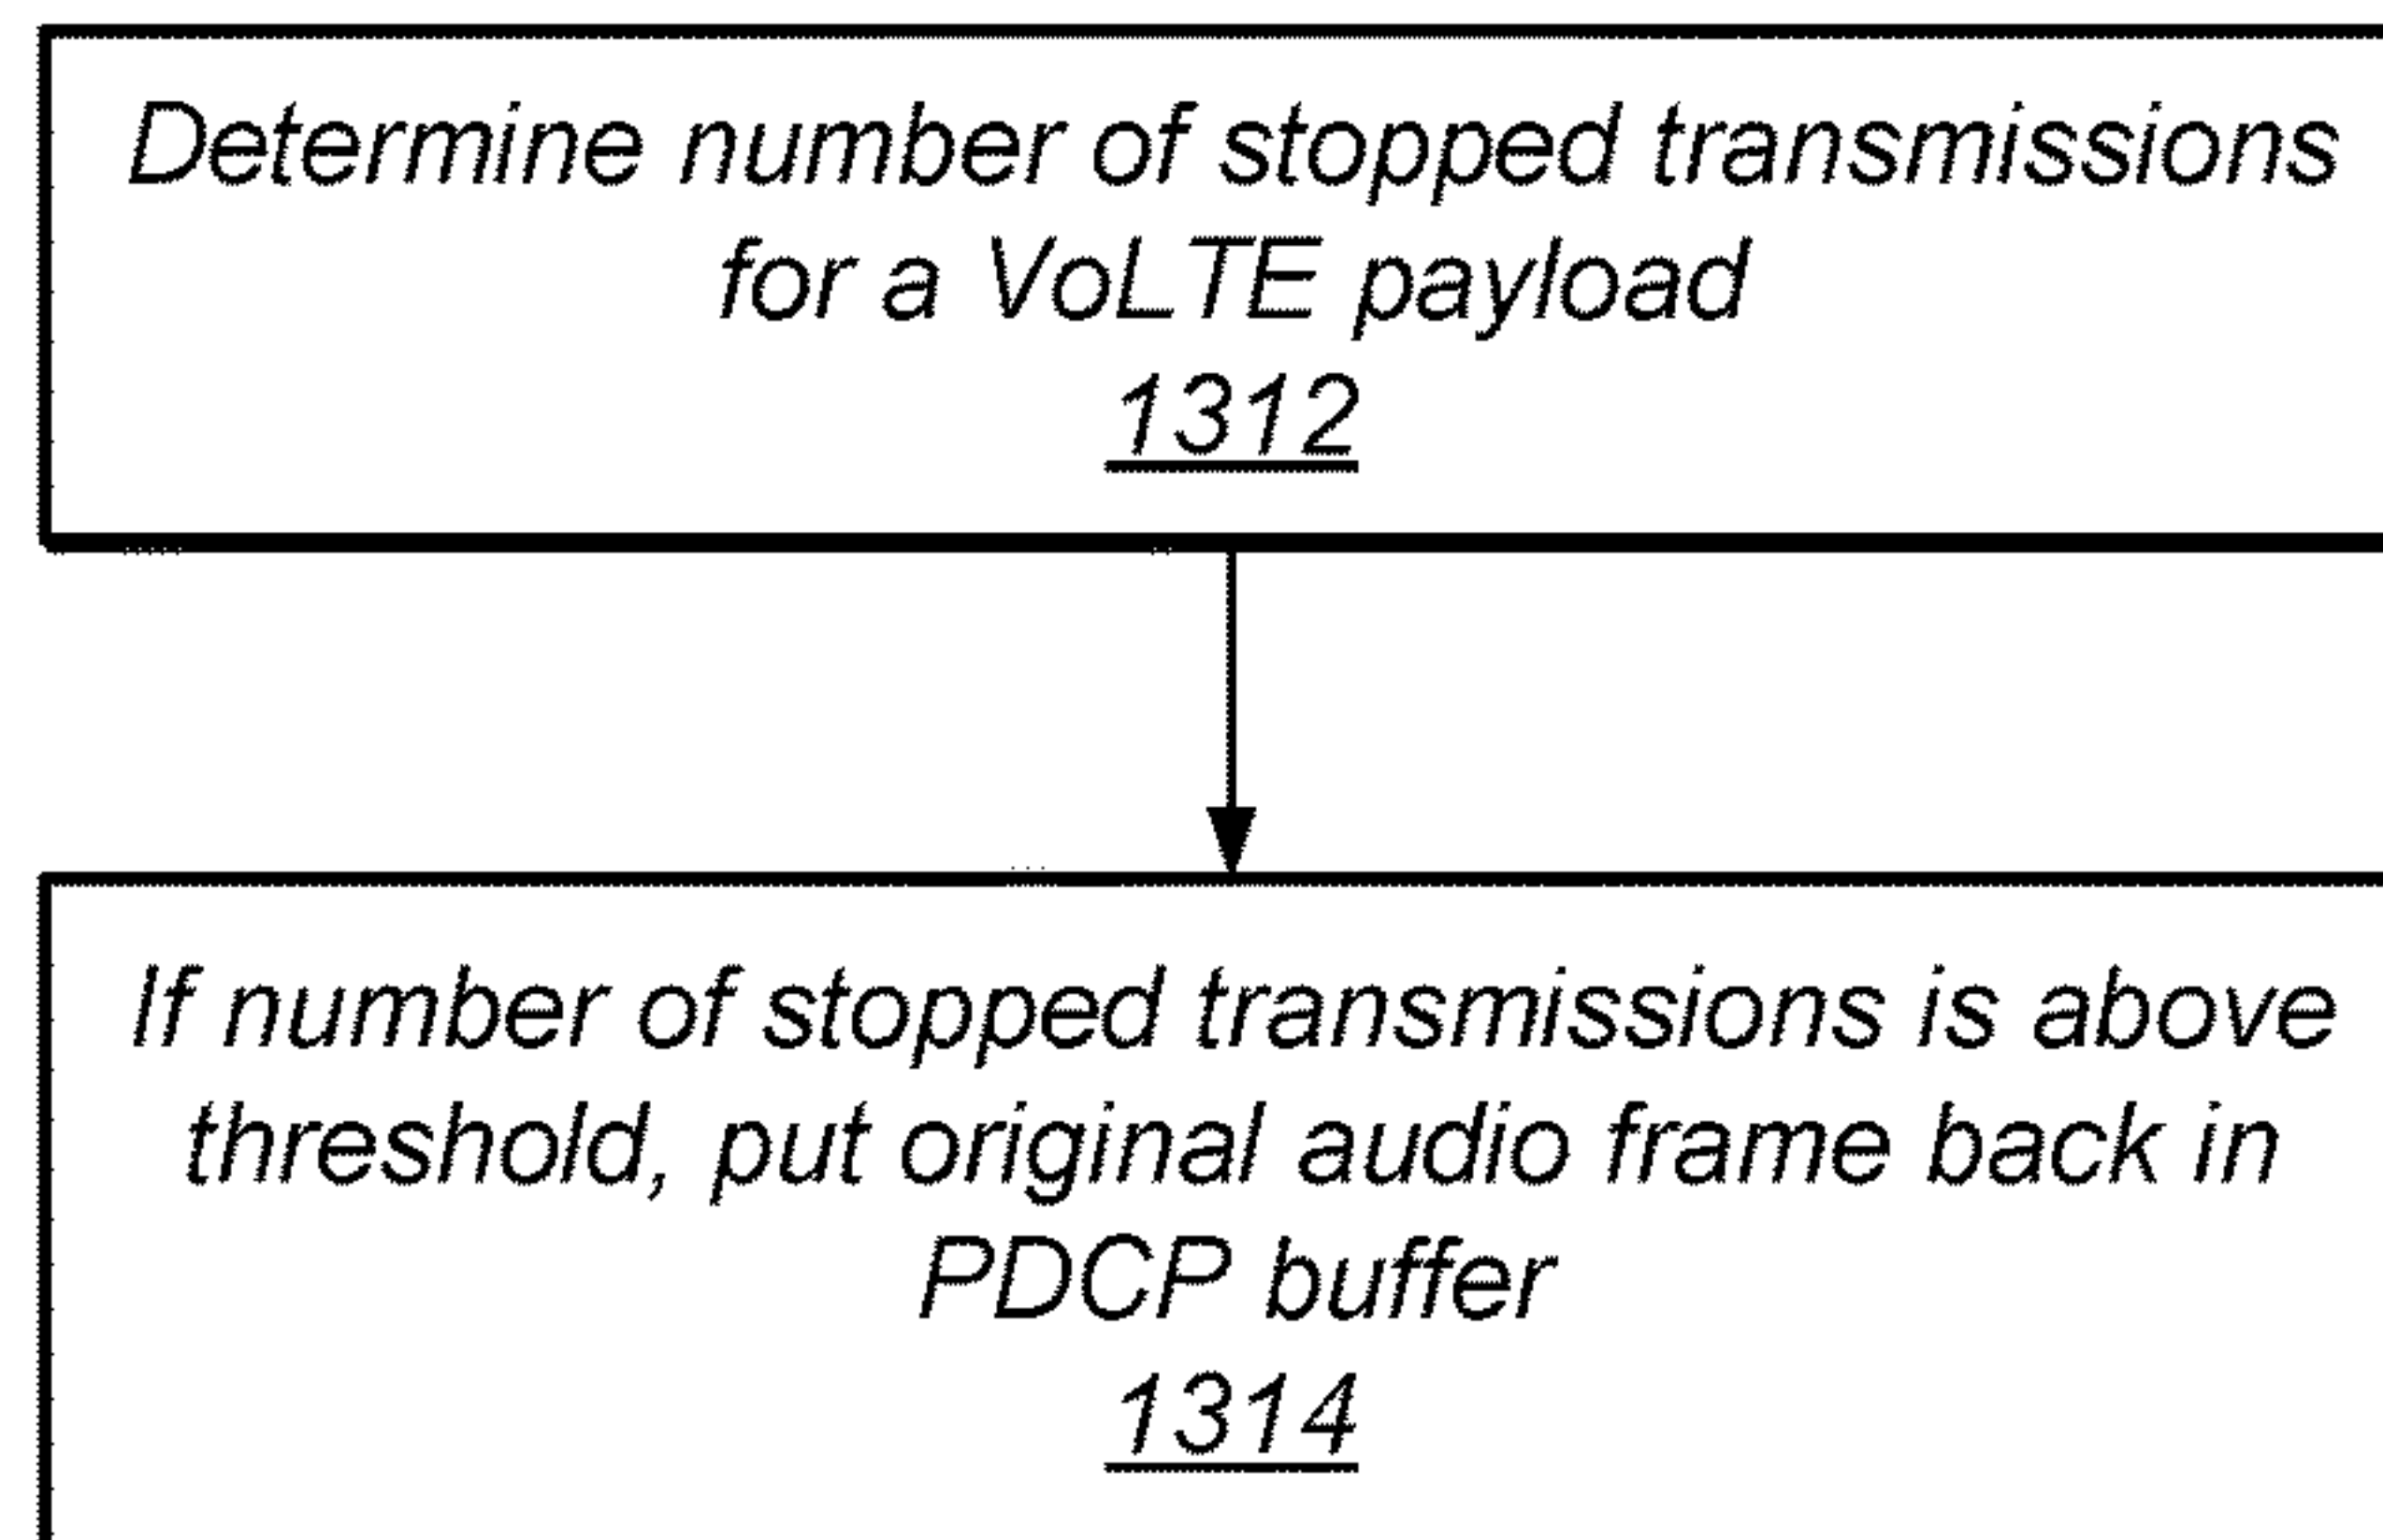 Determine number of stopped transmissions
for a VoLTE payload
1312
If number of stopped transmissions is above
threshold, put original audio frame back in
PDCP buffer
1314